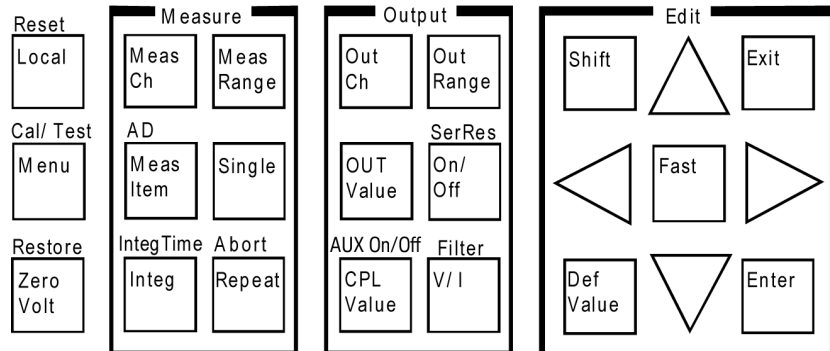 Reset
Local
Cal/ Test
Menu
Restore
Zero
Volt
Measure
Meas
Ch
Meas
Range
AD
Meas
Item
Single
IntegTime
Integ
Abort
Repeat
Output
Out
Ch
Out
Range
OUT
Value
SerRes
On/
Off
AUX On/Off
CPL
Value
Filter
V/ I
Edit
Shift
Exit
Fast
Def
Value
Enter